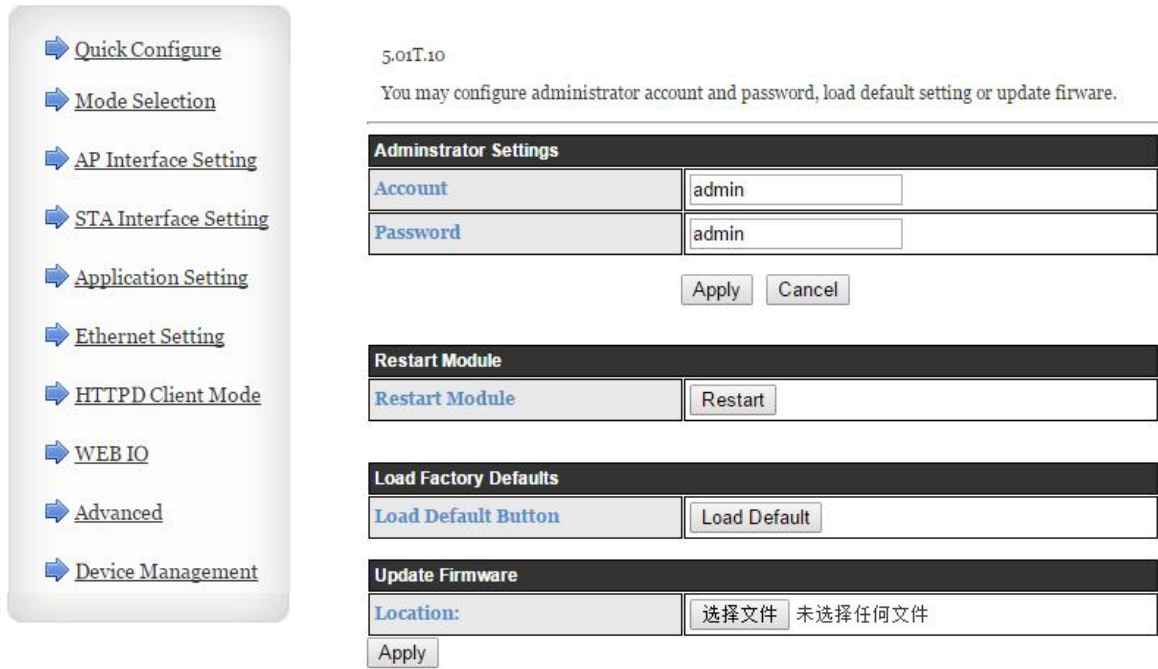 Quick Configure
Mode Selection
AP Interface Setting
STA Interface Setting
Application Setting
Ethernet Setting
HTTPD Client Mode
WEB IO
Advanced
Device Management
5.01T.10
You may configure administrator account and password, load default setting or update firware.
Adminstrator Settings
Account admin
Password admin
Apply Cancel
Restart Module
Restart Module Restart
Load Factory Defaults
Load Default Button Load Default
Update Firmware
Location: 选择文件 未选择任何文件
Apply